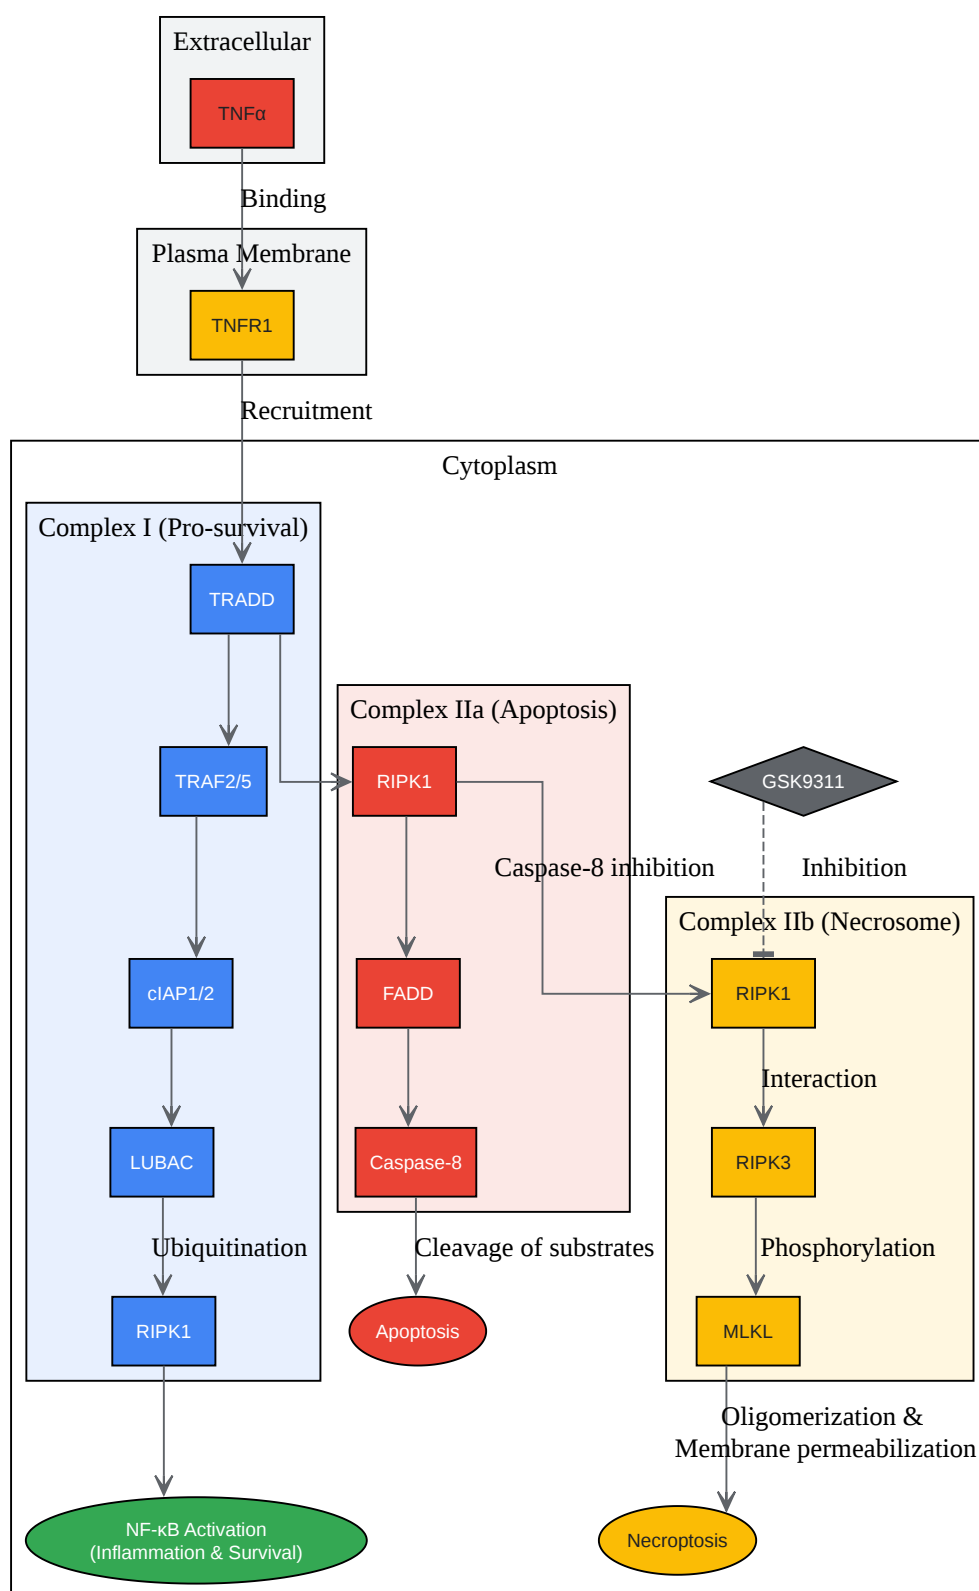 Extracellular
TNFα
Binding
Plasma Membrane
TNFR1
Recruitment
Cytoplasm
Complex I (Pro-survival)
TRADD
TRAF2/5
cIAP1/2
LUBAC
Ubiquitination
RIPK1
NF-κB Activation
(Inflammation & Survival)
Complex IIa (Apoptosis)
RIPK1
Caspase-8 inhibition
FADD
Caspase-8
Cleavage of substrates
Apoptosis
GSK9311
Inhibition
Complex IIb (Necrosome)
RIPK1
Interaction
RIPK3
Phosphorylation
MLKL
Oligomerization &
Membrane permeabilization
Necroptosis